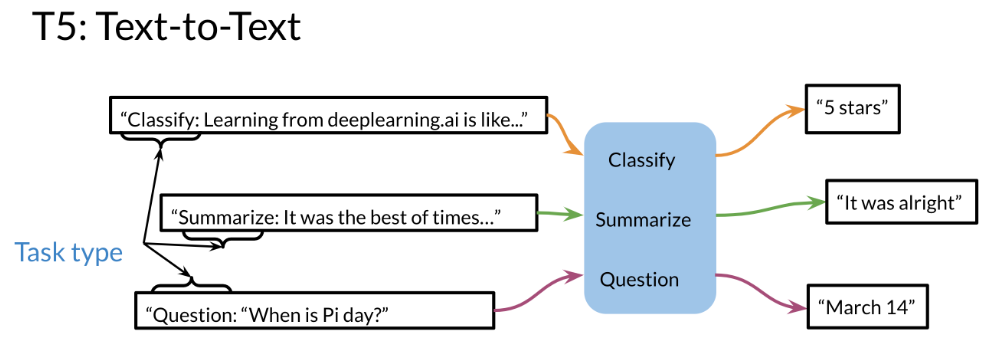 T5: Text-to-Text
“Classify: Learning from deeplearning.ai is like...”
“5 stars”
Classify
“Summarize: It was the best of times...”
Summarize
“It was alright”
Task type
Question
“Question: “When is Pi day?”
“March 14”